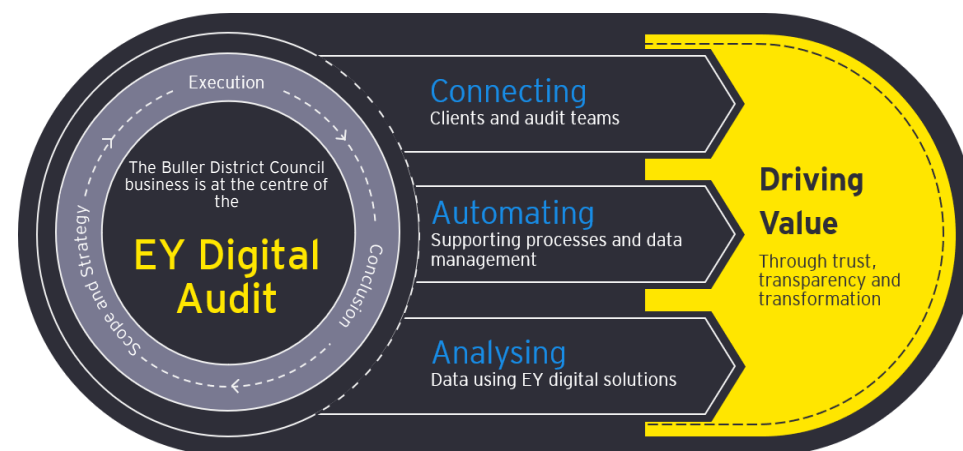 Execution
Scope and Strategy
Conclusion
The Buller District Council
business is at the centre of
the
EY Digital
Audit
Connecting
Clients and audit teams
Automating
Supporting processes and data
management
Analysing
Data using EY digital solutions
Driving
Value
Through trust,
transparency and
transformation